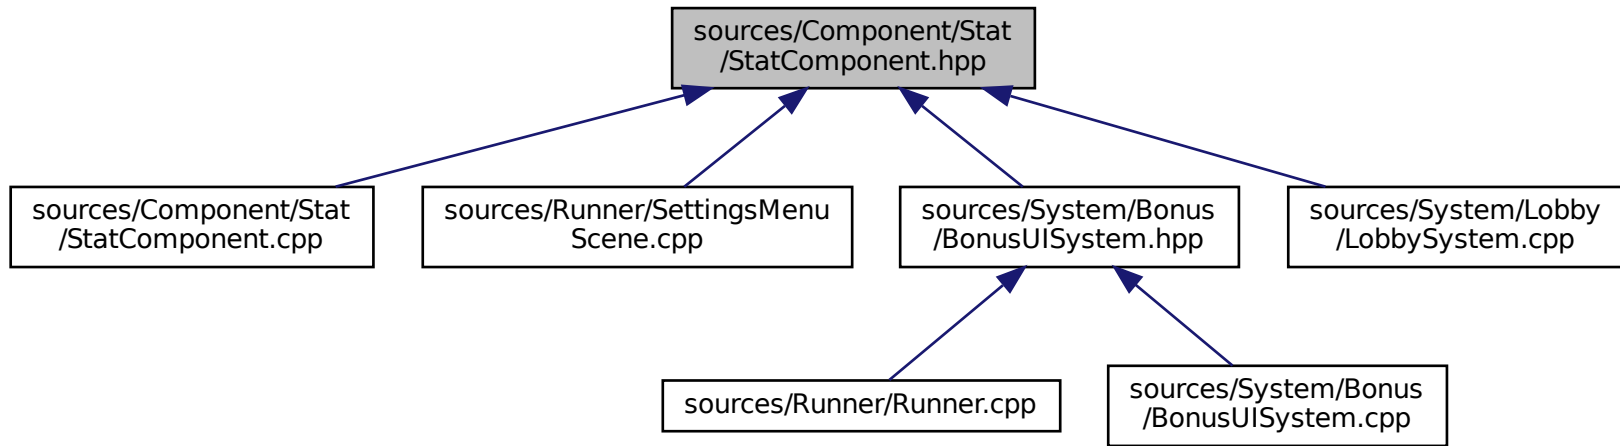 sources/Component/Stat
/StatComponent.hpp
sources/Component/Stat
/StatComponent.cpp
sources/Runner/SettingsMenu
Scene.cpp
sources/System/Bonus
/BonusUISystem.hpp
sources/System/Lobby
/LobbySystem.cpp
sources/Runner/Runner.cpp
sources/System/Bonus
/BonusUISystem.cpp